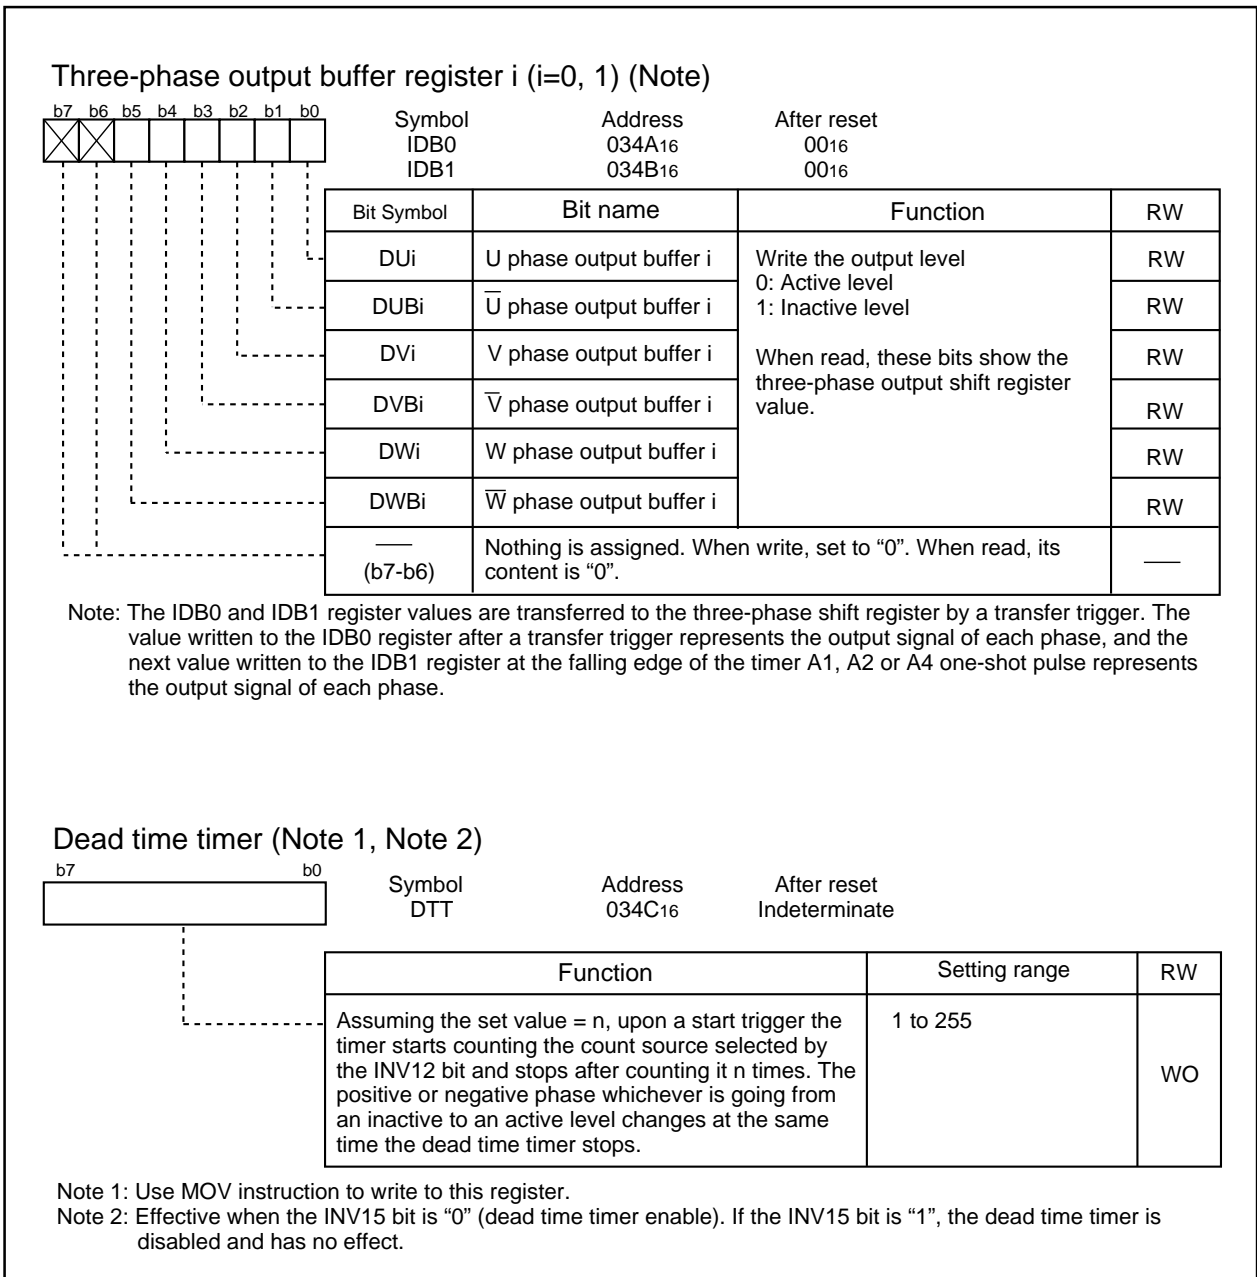 Three-phase output buffer register i (i=0, 1) (Note)
b7 b6 b5 b4 b3 b2 b1 b0
Symbol Address After reset
IDB0 034A16 0016
IDB1 034B16 0016
Bit Symbol Bit name Function RW
DUi U phase output buffer i Write the output level RW
0: Active level
DUBi U̅ phase output buffer i 1: Inactive level RW
DVi V phase output buffer i When read, these bits show the RW
three-phase output shift register
DVBi V̅ phase output buffer i value. RW
DWi W phase output buffer i RW
DWBi W̅ phase output buffer i RW
— Nothing is assigned. When write, set to “0”. When read, its —
(b7-b6) content is “0”.
Note: The IDB0 and IDB1 register values are transferred to the three-phase shift register by a transfer trigger. The
value written to the IDB0 register after a transfer trigger represents the output signal of each phase, and the
next value written to the IDB1 register at the falling edge of the timer A1, A2 or A4 one-shot pulse represents
the output signal of each phase.
Dead time timer (Note 1, Note 2)
b7 b0
Symbol Address After reset
DTT 034C16 Indeterminate
Function Setting range RW
Assuming the set value = n, upon a start trigger the 1 to 255
timer starts counting the count source selected by
the INV12 bit and stops after counting it n times. The WO
positive or negative phase whichever is going from
an inactive to an active level changes at the same
time the dead time timer stops.
Note 1: Use MOV instruction to write to this register.
Note 2: Effective when the INV15 bit is “0” (dead time timer enable). If the INV15 bit is “1”, the dead time timer is
disabled and has no effect.